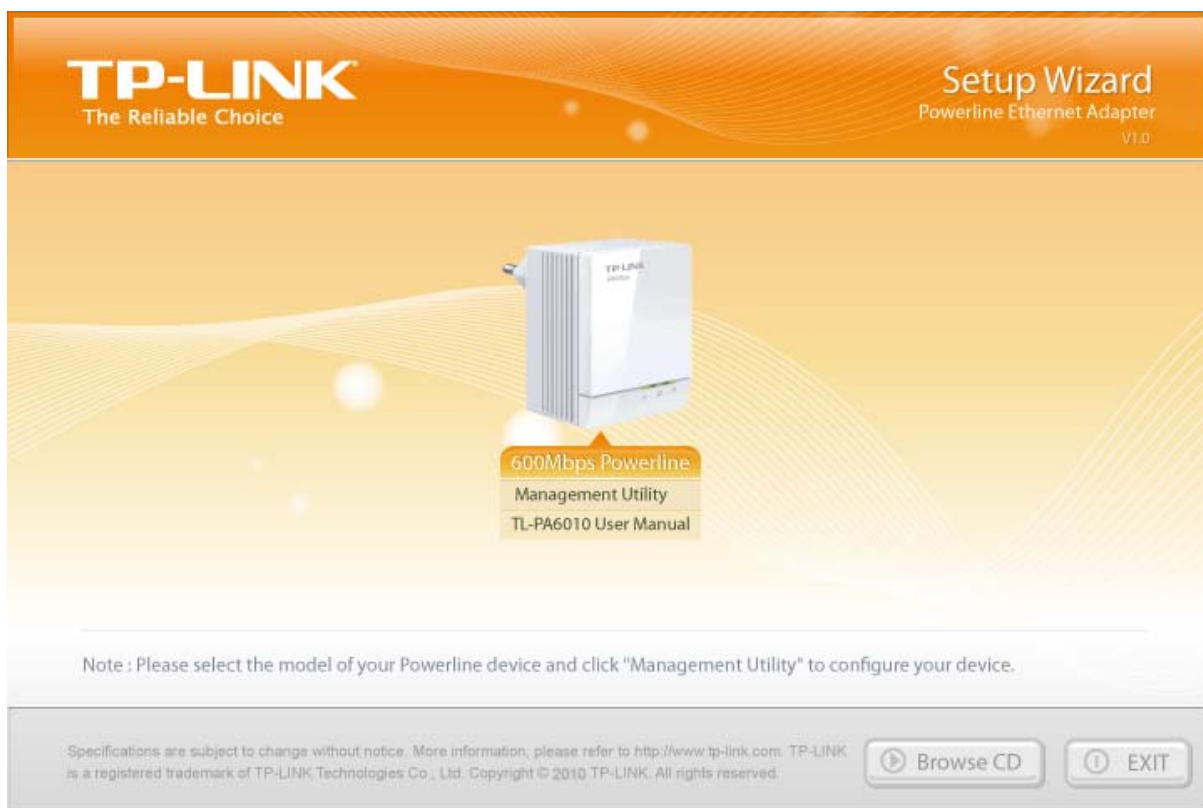 TP-LINK
The Reliable Choice
Setup Wizard
Powerline Ethernet Adapter
V1.0
TP-LINK
600Mbps Powerline
Management Utility
TL-PA6010 User Manual
Note : Please select the model of your Powerline device and click "Management Utility" to configure your device.
Specifications are subject to change without notice. More information, please refer to http://www.tp-link.com. TP-LINK
is a registered trademark of TP-LINK Technologies Co., Ltd. Copyright © 2010 TP-LINK. All rights reserved.
Browse CD
EXIT